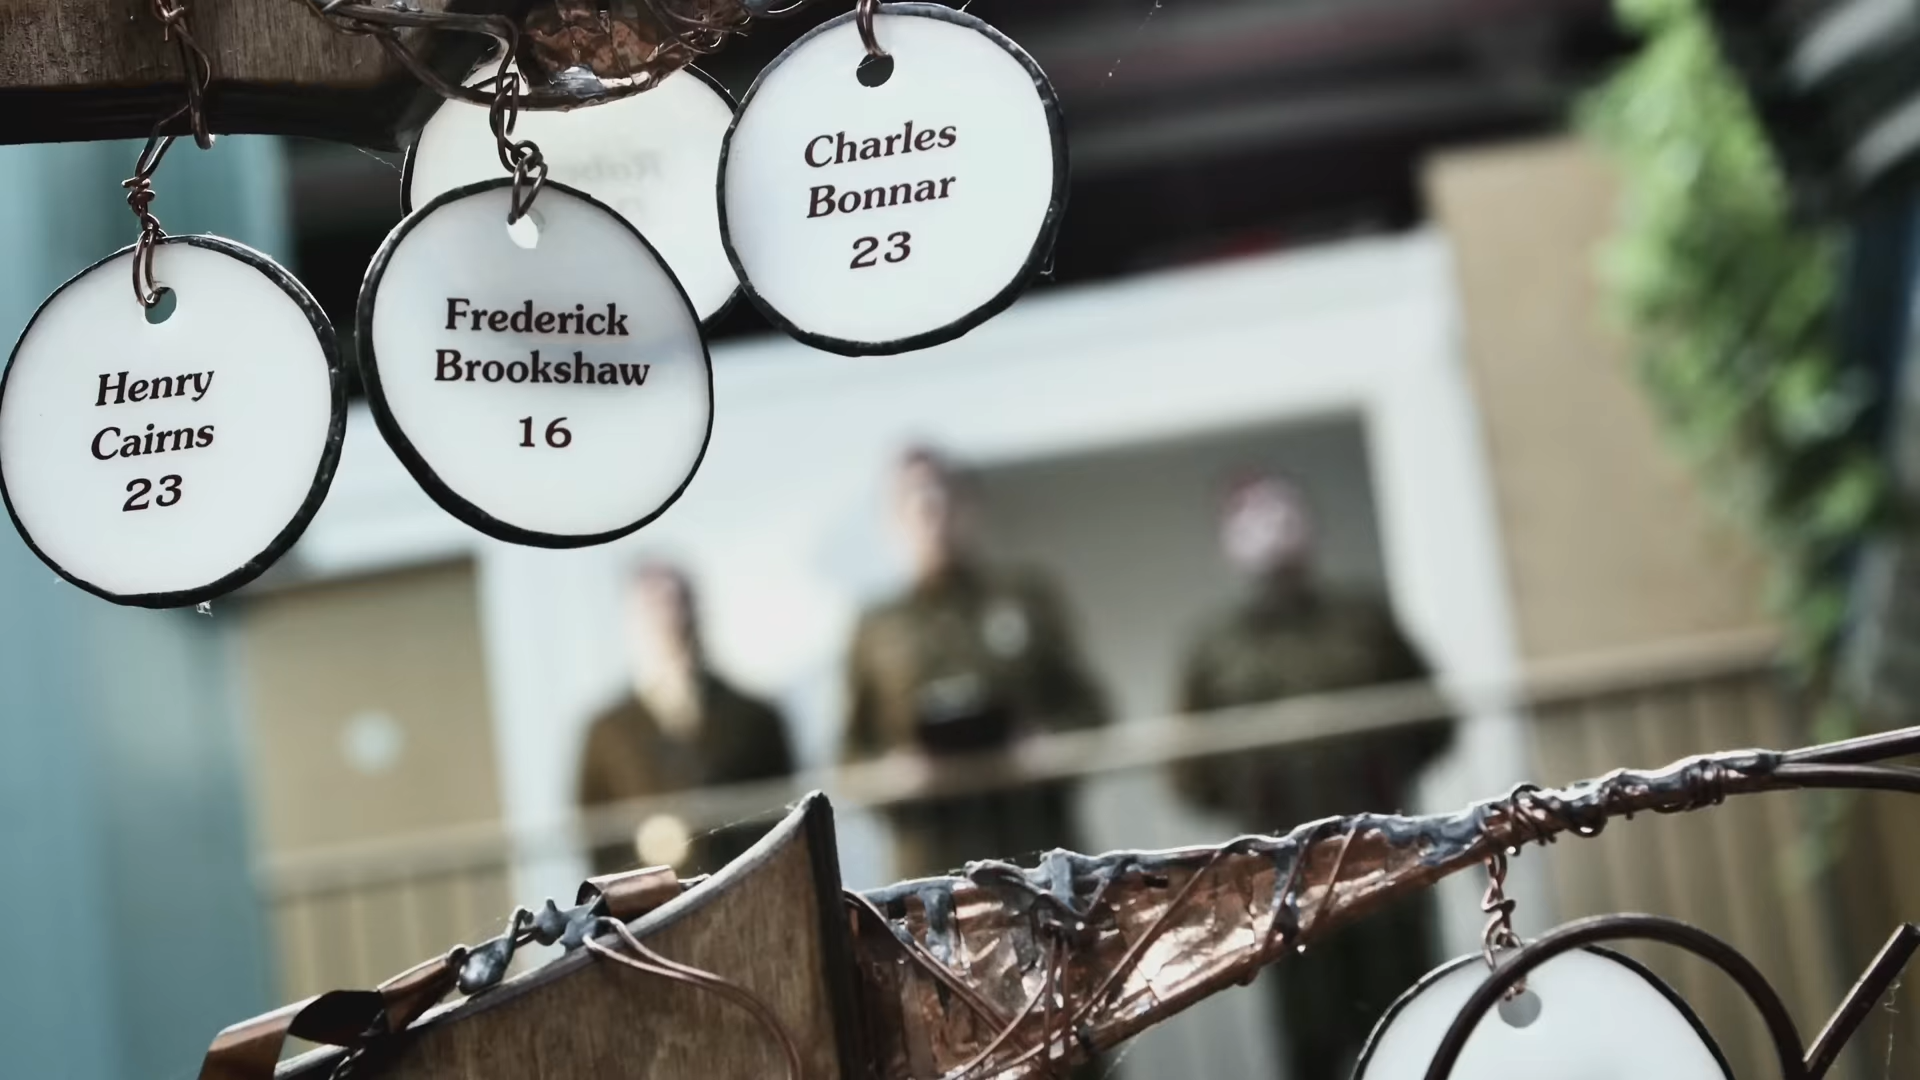 Charles
Bonnar
23
Frederick
Brookshaw
16
Henry
Cairns
23